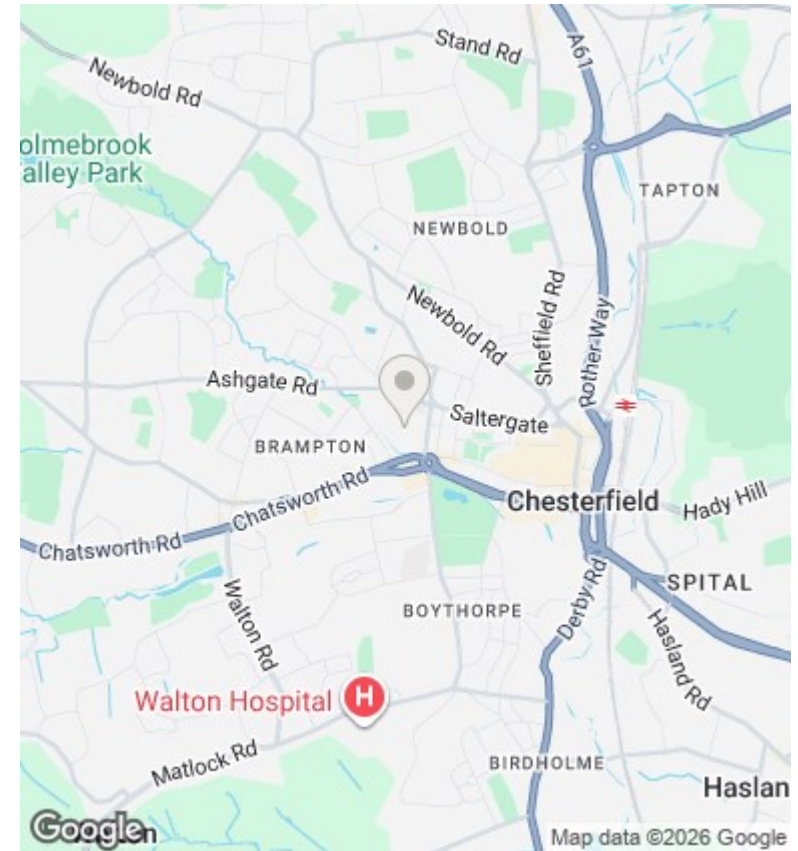 Stand Rd
A61
Newbold Rd
olmebrook
alley Park
TAPTON
NEWBOLD
Newbold Rd
Sheffield Rd
Rother Way
Ashgate Rd
Saltergate
BRAMPTON
Chatsworth Rd
Chesterfield
Hady Hill
Chatsworth Rd
SPITAL
Walton Rd
BOYTHORPE
Derby Rd
Hasland Rd
Walton Hospital
H
Matlock Rd
BIRDHOLME
Haslan
Google
Map data ©2026 Google